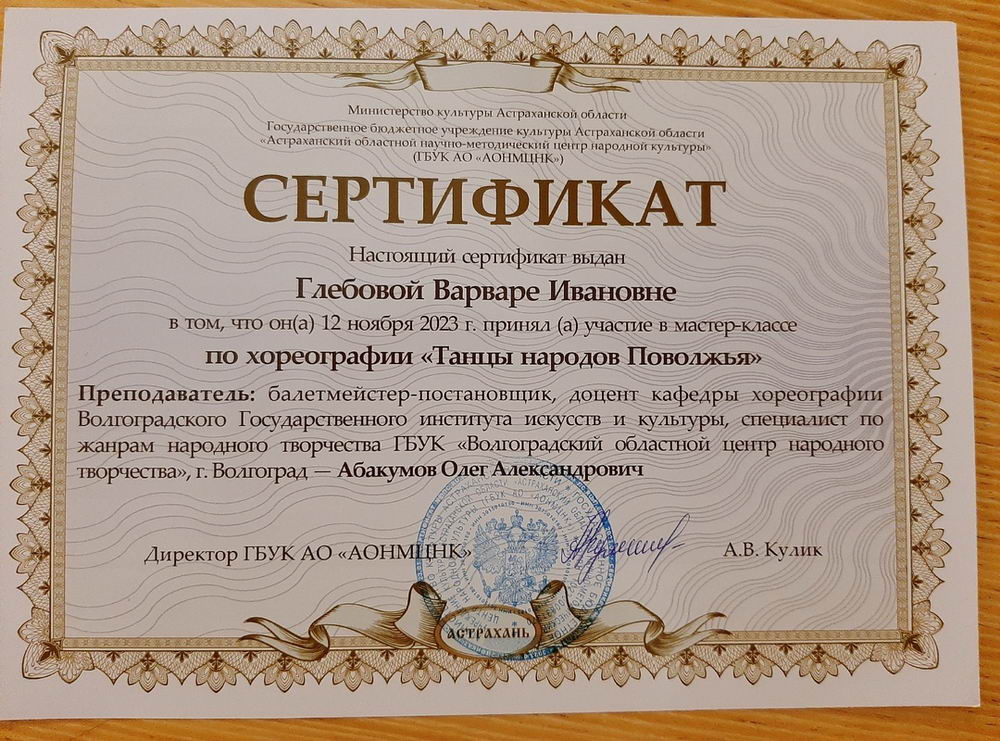 Министерство культуры Астраханской области
Государственное бюджетное учреждение культуры Астраханской области
«Астраханский областной научно-методический центр народной культуры»
(ГБУК АО «АОНМЦНК»)
СЕРТИФИКАТ
Настоящий сертификат выдан
Глебовой Варваре Ивановне
в том, что он(а) 12 ноября 2023 г. принял (а) участие в мастер-классе
по хореографии «Танцы народов Поволжья»
Преподаватель: балетмейстер-постановщик, доцент кафедры хореографии
Волгоградского Государственного института искусств и культуры, специалист по
жанрам народного творчества ГБУК «Волгоградский областной центр народного
творчества», г. Волгоград — Абакумов Олег Александрович
Директор ГБУК АО «АОНМЦНК»
А.В. Кулик
АСТРАХАНЬ